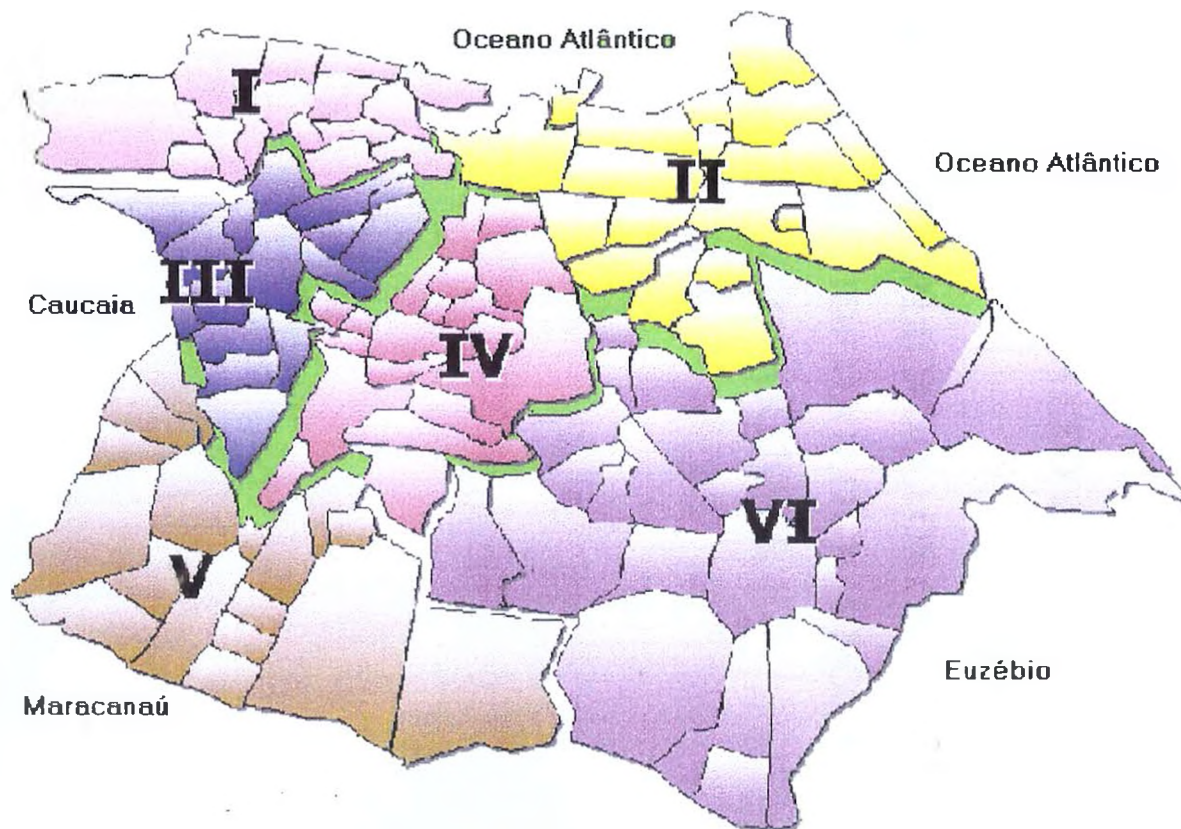 Oceano Atlântico
I
II
Oceano Atlântico
III
Caucaia
IV
VI
V
Euzébio
Maracanaú